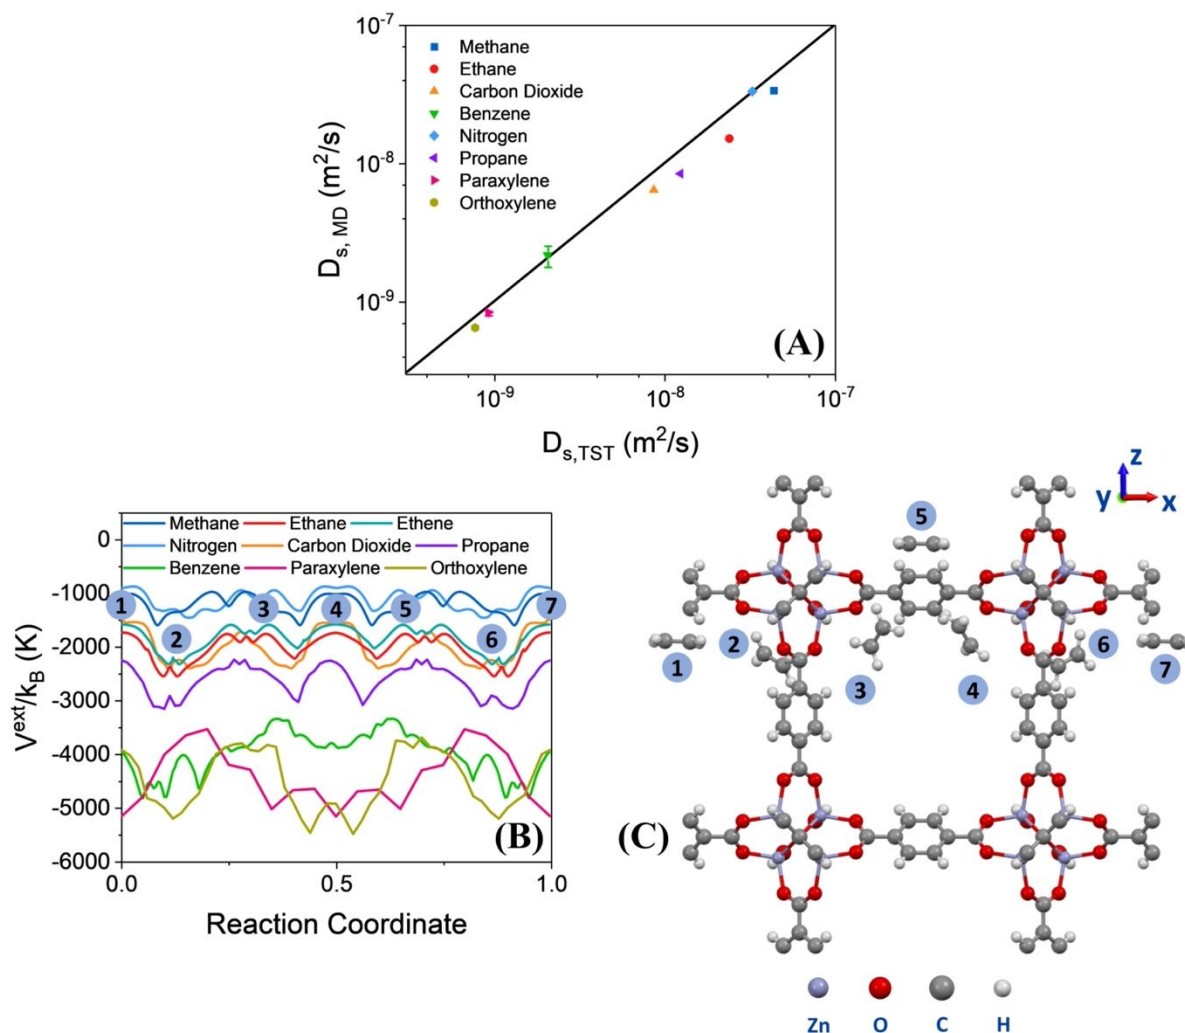 10^-7
Methane
Ethane
Carbon Dioxide
Benzene
Nitrogen
Propane
Paraxylene
Orthoxylene
10^-8
10^-9
D_s, MD (m^2/s)
(A)
10^-9 10^-8 10^-7
D_s,TST (m^2/s)
Methane Ethane Ethene
Nitrogen Carbon Dioxide Propane
Benzene Paraxylene Orthoxylene
0
-1000
-2000
-3000
-4000
-5000
-6000
V^ext/k_B (K)
1 2 3 4 5 6 7
(B)
0.0 0.5 1.0
Reaction Coordinate
z
y x
5
1 2 3 4 6 7
(C)
Zn O C H